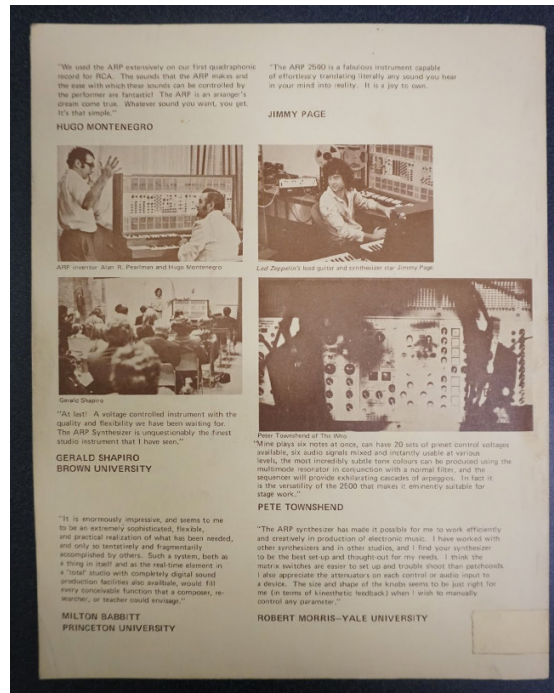 "We used the ARP extensively on our first quadraphonic
record for RCA. The sounds that the ARP makes and
the ease with which these sounds can be controlled by
the performer are fantastic! The ARP is an arranger's
dream come true. Whatever sound you want, you get.
It's that simple."
HUGO MONTENEGRO
"The ARP 2500 is a fabulous instrument capable
of effortlessly translating literally any sound you hear
in your mind into reality. It is a joy to own.
JIMMY PAGE
ARP inventor Alan R. Pearlman and Hugo Montenegro
Led Zeppelin's lead guitar and synthesizer star Jimmy Page
Gerald Shapiro
"At last! A voltage controlled instrument with the
quality and flexibility we have been waiting for.
The ARP Synthesizer is unquestionably the finest
studio instrument that I have seen."
GERALD SHAPIRO
BROWN UNIVERSITY
Peter Townshend of The Who
"Mine plays six notes at once, can have 20 sets of preset control voltages
available, six audio signals mixed and instantly usable at various
levels, the most incredibly subtle tone colours can be produced using the
multimode resonator in conjunction with a normal filter, and the
sequencer will provide exhilarating cascades of arpeggios. In fact it
is the versatility of the 2500 that makes it eminently suitable for
stage work."
PETE TOWNSHEND
"It is enormously impressive, and seems to me
to be an extremely sophisticated, flexible,
and practical realization of what has been needed,
and only so tentatively and fragmentarily
accomplished by others. Such a system, both as
a thing in itself and as the real-time element in
a 'total' studio with completely digital sound
production facilities also availbale, would fill
every conceivable function that a composer, re-
searcher, or teacher could envisage."
MILTON BABBITT
PRINCETON UNIVERSITY
"The ARP synthesizer has made it possible for me to work efficiently
and creatively in production of electronic music. I have worked with
other synthesizers and in other studios, and I find your synthesizer
to be the best set-up and thought-out for my needs. I think the
matrix switches are easier to set up and trouble shoot than patchcords.
I also appreciate the attenuators on each control or audio input to
a device. The size and shape of the knobs seems to be just right for
me (in terms of kinesthetic feedback) when I wish to manually
control any parameter."
ROBERT MORRIS—YALE UNIVERSITY